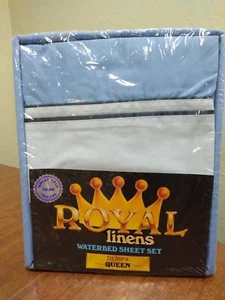 ROYAL
linens
WATERBED SHEET SET
QUEEN